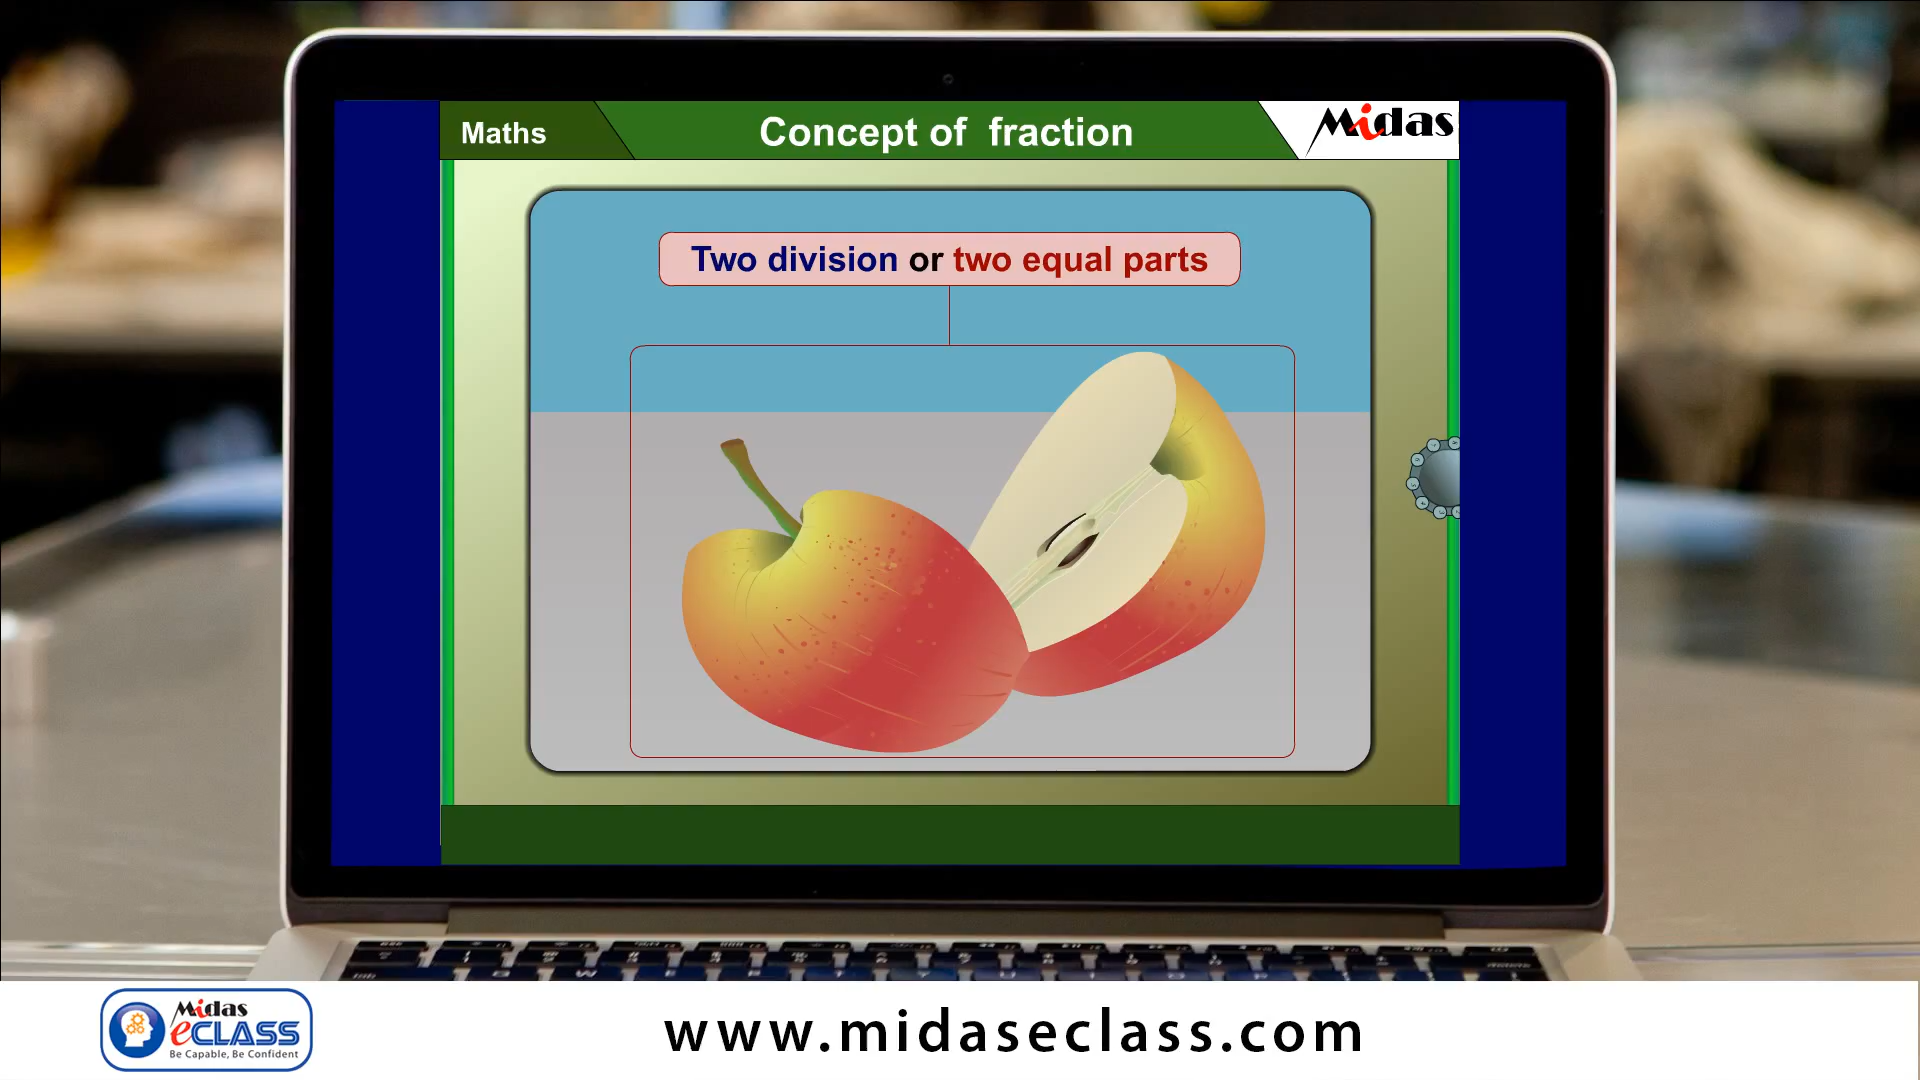 Maths
Concept of fraction
Midas
Two division or two equal parts
Midas
eCLASS
Be Capable, Be Confident
www.midaseclass.com